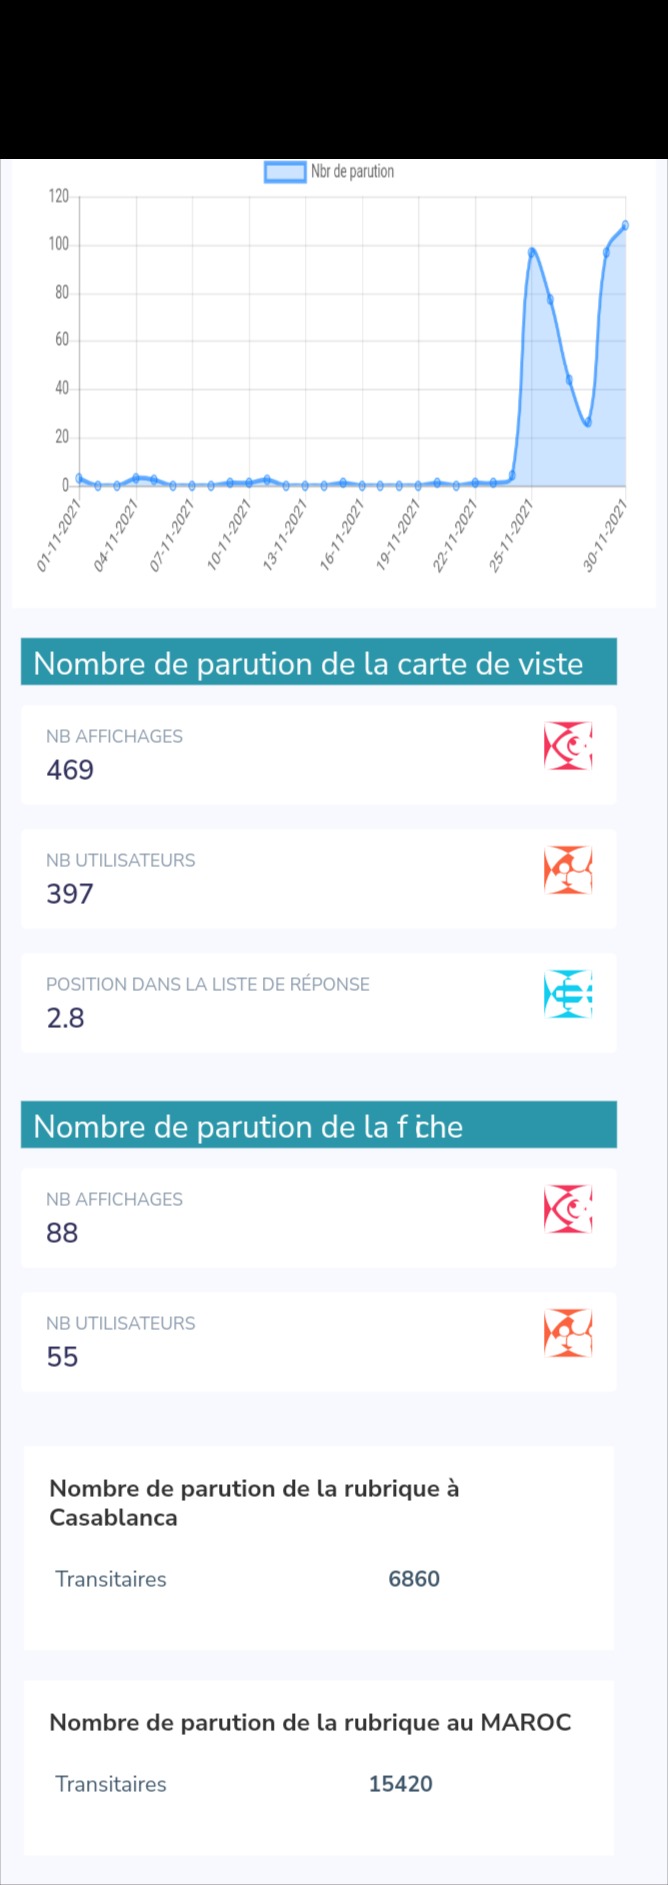 Nbr de parution
120
100
80
60
40
20
0
01-11-2021
04-11-2021
07-11-2021
10-11-2021
13-11-2021
16-11-2021
19-11-2021
22-11-2021
25-11-2021
30-11-2021
Nombre de parution de la carte de viste
NB AFFICHAGES
469
NB UTILISATEURS
397
POSITION DANS LA LISTE DE RÉPONSE
2.8
Nombre de parution de la fiche
NB AFFICHAGES
88
NB UTILISATEURS
55
Nombre de parution de la rubrique à
Casablanca
Transitaires 6860
Nombre de parution de la rubrique au MAROC
Transitaires 15420